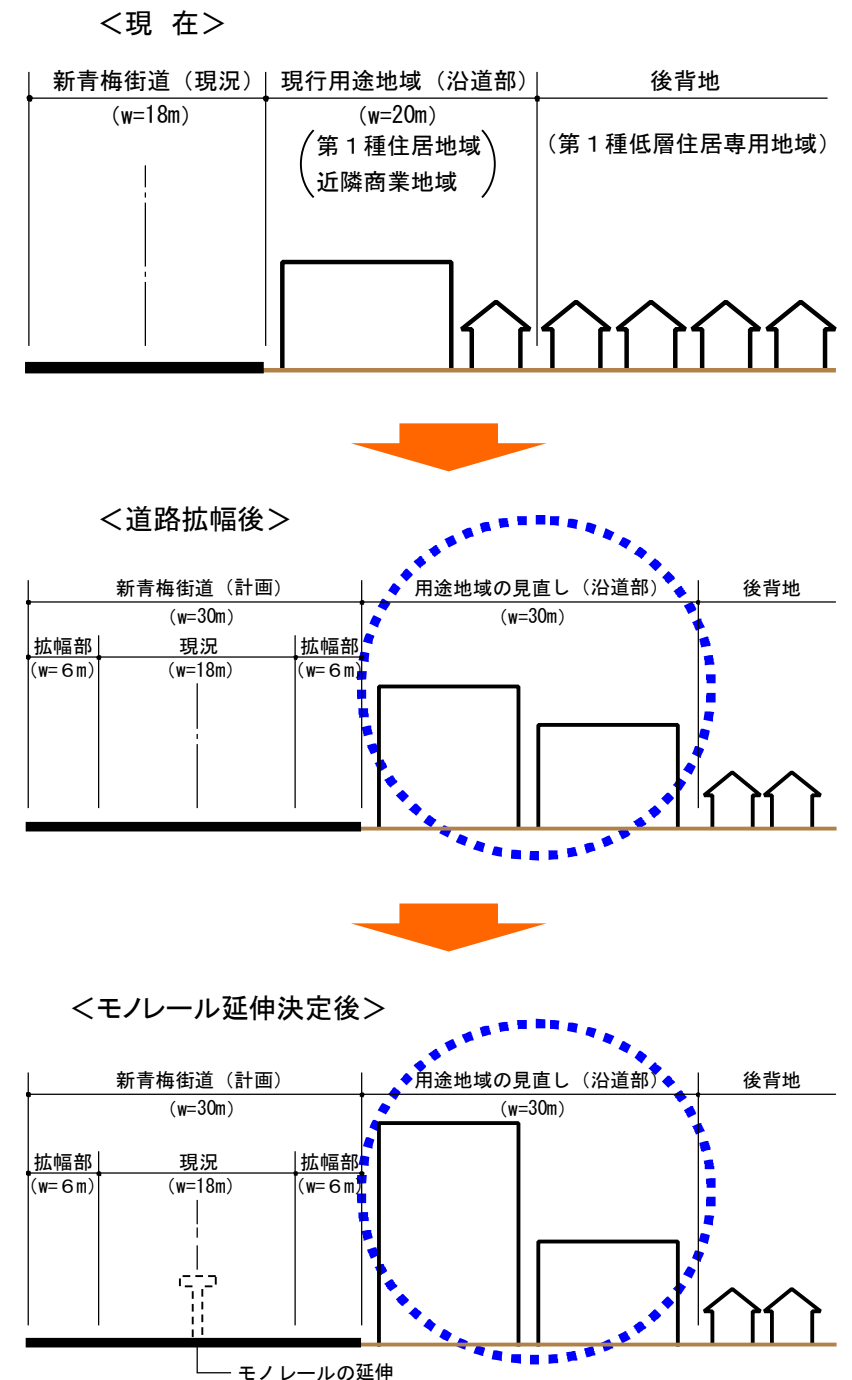 ＜現 在＞
新青梅街道（現況） 現行用途地域（沿道部） 後背地
(w=18m) (w=20m)
（第１種低層住居専用地域）
第１種住居地域
近隣商業地域
＜道路拡幅後＞
新青梅街道（計画） 用途地域の見直し（沿道部） 後背地
(w=30m) (w=30m)
拡幅部 現況 拡幅部
(w=６m) (w=18m) (w=６m)
＜モノレール延伸決定後＞
新青梅街道（計画） 用途地域の見直し（沿道部） 後背地
(w=30m) (w=30m)
拡幅部 現況 拡幅部
(w=６m) (w=18m) (w=６m)
モノレールの延伸